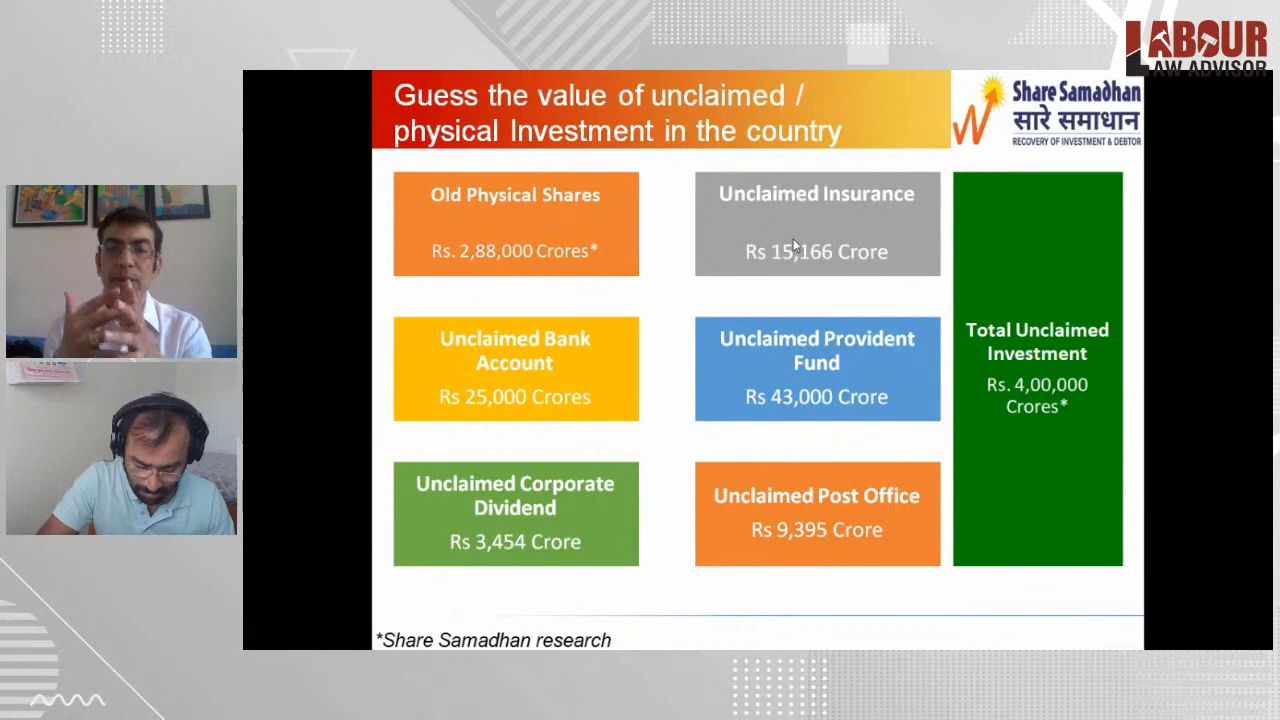 LABOUR
LAW ADVISOR
Guess the value of unclaimed /
physical Investment in the country
Share Samadhan
सारे समाधान
RECOVERY OF INVESTMENT & DEBTOR
Old Physical Shares
Rs. 2,88,000 Crores*
Unclaimed Insurance
Rs 15,166 Crore
Unclaimed Bank
Account
Rs 25,000 Crores
Unclaimed Provident
Fund
Rs 43,000 Crore
Unclaimed Corporate
Dividend
Rs 3,454 Crore
Unclaimed Post Office
Rs 9,395 Crore
Total Unclaimed
Investment
Rs. 4,00,000
Crores*
*Share Samadhan research